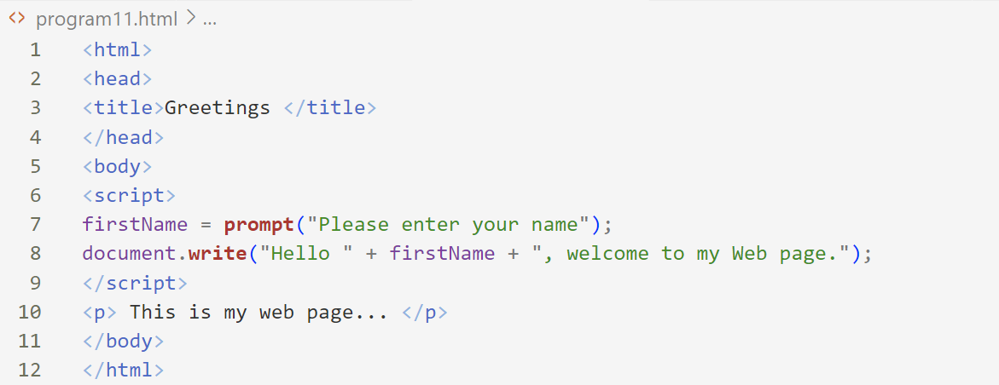 <> program11.html > ...
1 <html>
2 <head>
3 <title>Greetings </title>
4 </head>
5 <body>
6 <script>
7 firstName = prompt("Please enter your name");
8 document.write("Hello " + firstName + ", welcome to my Web page.");
9 </script>
10 <p> This is my web page... </p>
11 </body>
12 </html>